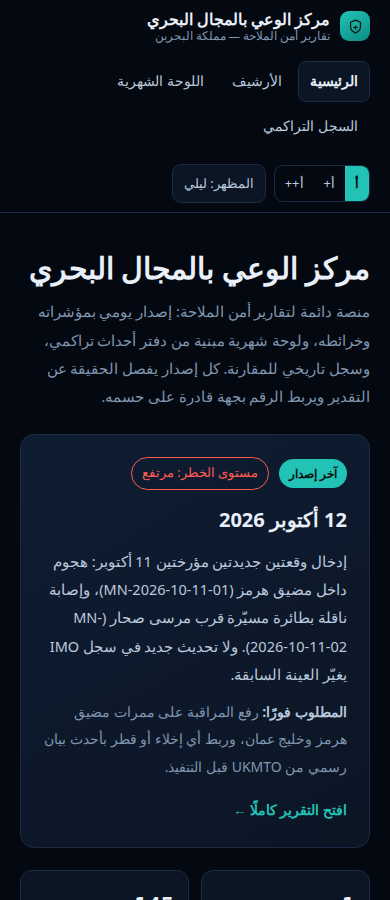 مركز الوعي بالمجال البحري
تقارير أمن الملاحة — مملكة البحرين
الرئيسية
الأرشيف
اللوحة الشهرية
السجل التراكمي
أ
أ+
أ++
المظهر: ليلي
مركز الوعي بالمجال البحري
منصة دائمة لتقارير أمن الملاحة: إصدار يومي بمؤشراته
وخرائطه، ولوحة شهرية مبنية من دفتر أحداث تراكمي،
وسجل تاريخي للمقارنة. كل إصدار يفصل الحقيقة عن
التقدير ويربط الرقم بجهة قادرة على حسمه.
آخر إصدار
مستوى الخطر: مرتفع
12 أكتوبر 2026
إدخال وقعتين جديدتين مؤرختين 11 أكتوبر: هجوم
داخل مضيق هرمز (MN-2026-10-11-01)، وإصابة
ناقلة بطائرة مسيّرة قرب مرسى صحار (MN-
2026-10-11-02). ولا تحديث جديد في سجل IMO
يغيّر العينة السابقة.
المطلوب فورًا: رفع المراقبة على ممرات مضيق
هرمز وخليج عمان، وربط أي إخلاء أو قطر بأحدث بيان
رسمي من UKMTO قبل التنفيذ.
افتح التقرير كاملًا ←